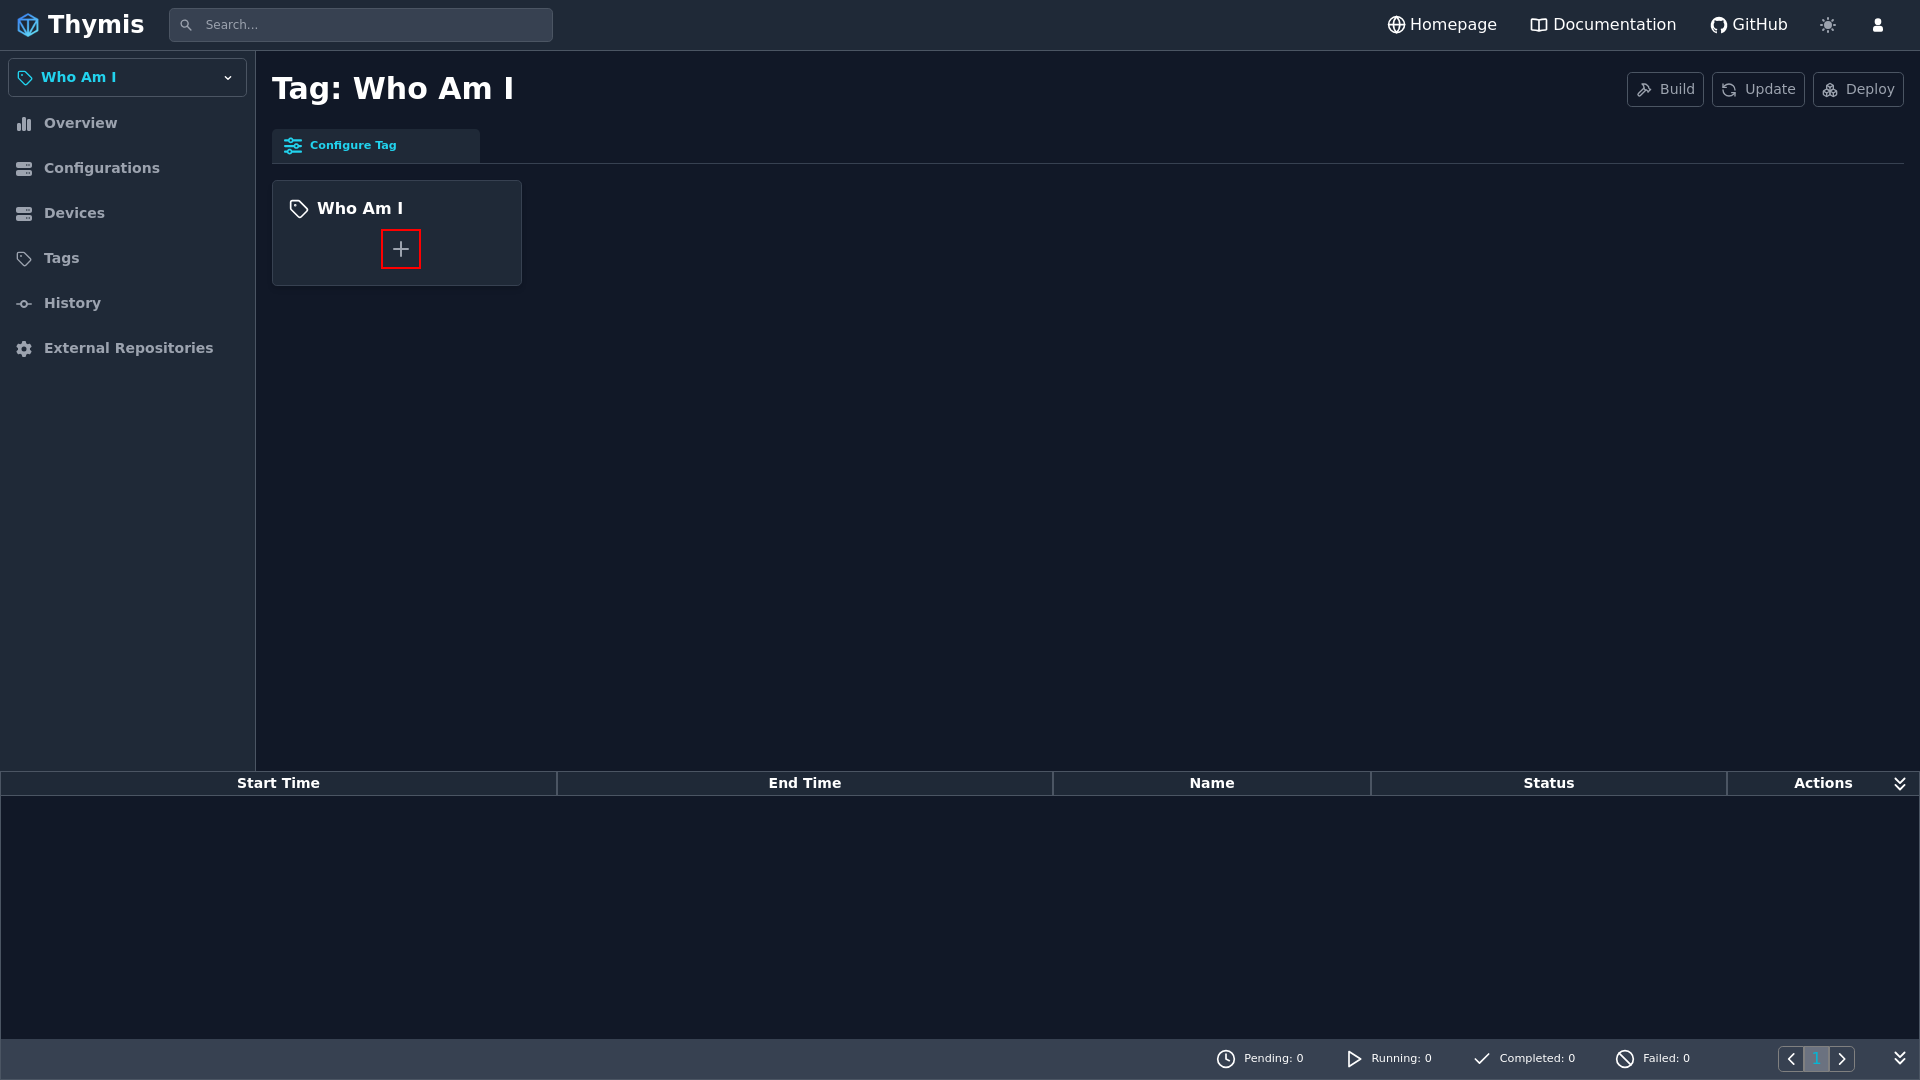 Thymis
Search...
Homepage
Documentation
GitHub
Who Am I
Overview
Configurations
Devices
Tags
History
External Repositories
Tag: Who Am I
Build
Update
Deploy
Configure Tag
Who Am I
Start Time
End Time
Name
Status
Actions
Pending: 0
Running: 0
Completed: 0
Failed: 0
1